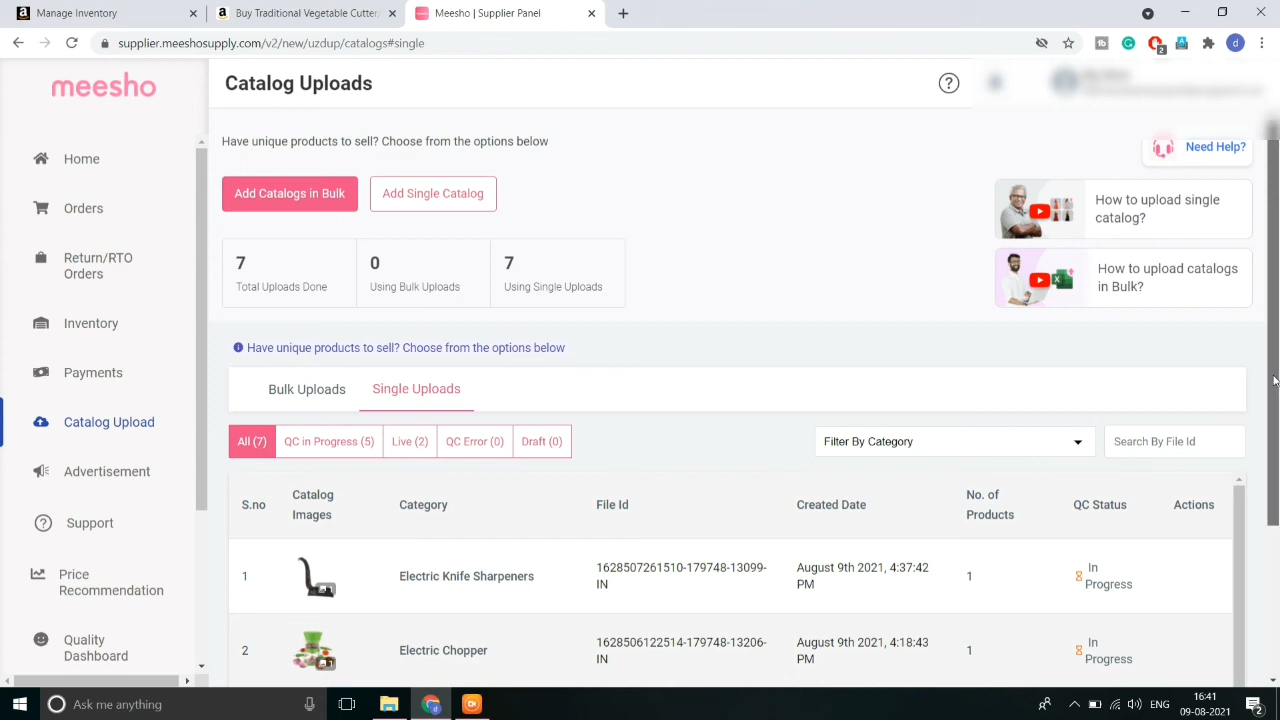 Manage Inventory
Buy Traditional Vegetable Cutter/
Meesho | Supplier Panel
supplier.meeshosupply.com/v2/new/uzdup/catalogs#single
2
d
meesho
Catalog Uploads
?
Home
Orders
Return/RTO
Orders
Inventory
Payments
Catalog Upload
Advertisement
Support
Price
Recommendation
Quality
Dashboard
Have unique products to sell? Choose from the options below
Need Help?
Add Catalogs in Bulk
Add Single Catalog
How to upload single
catalog?
7
Total Uploads Done
0
Using Bulk Uploads
7
Using Single Uploads
How to upload catalogs
in Bulk?
Have unique products to sell? Choose from the options below
Bulk Uploads
Single Uploads
All (7)
QC in Progress (5)
Live (2)
QC Error (0)
Draft (0)
Filter By Category
Search By File Id
S.no
Catalog
Images
Category
File Id
Created Date
No. of
Products
QC Status
Actions
1
Electric Knife Sharpeners
1628507261510-179748-13099-
IN
August 9th 2021, 4:37:42
PM
1
In
Progress
2
Electric Chopper
1628506122514-179748-13206-
IN
August 9th 2021, 4:18:43
PM
1
In
Progress
Ask me anything
ENG
16:41
09-08-2021
2